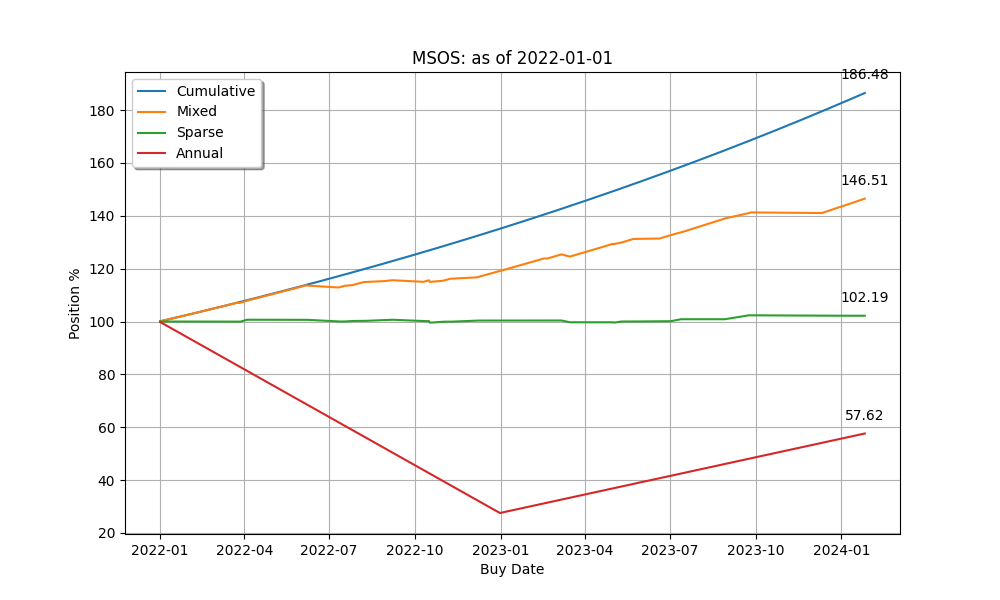 MSOS: as of 2022-01-01
186.48
Cumulative
Mixed
Sparse
Annual
180
160
146.51
140
120
102.19
100
80
57.62
60
40
20
Position %
2022-01 2022-04 2022-07 2022-10 2023-01 2023-04 2023-07 2023-10 2024-01
Buy Date